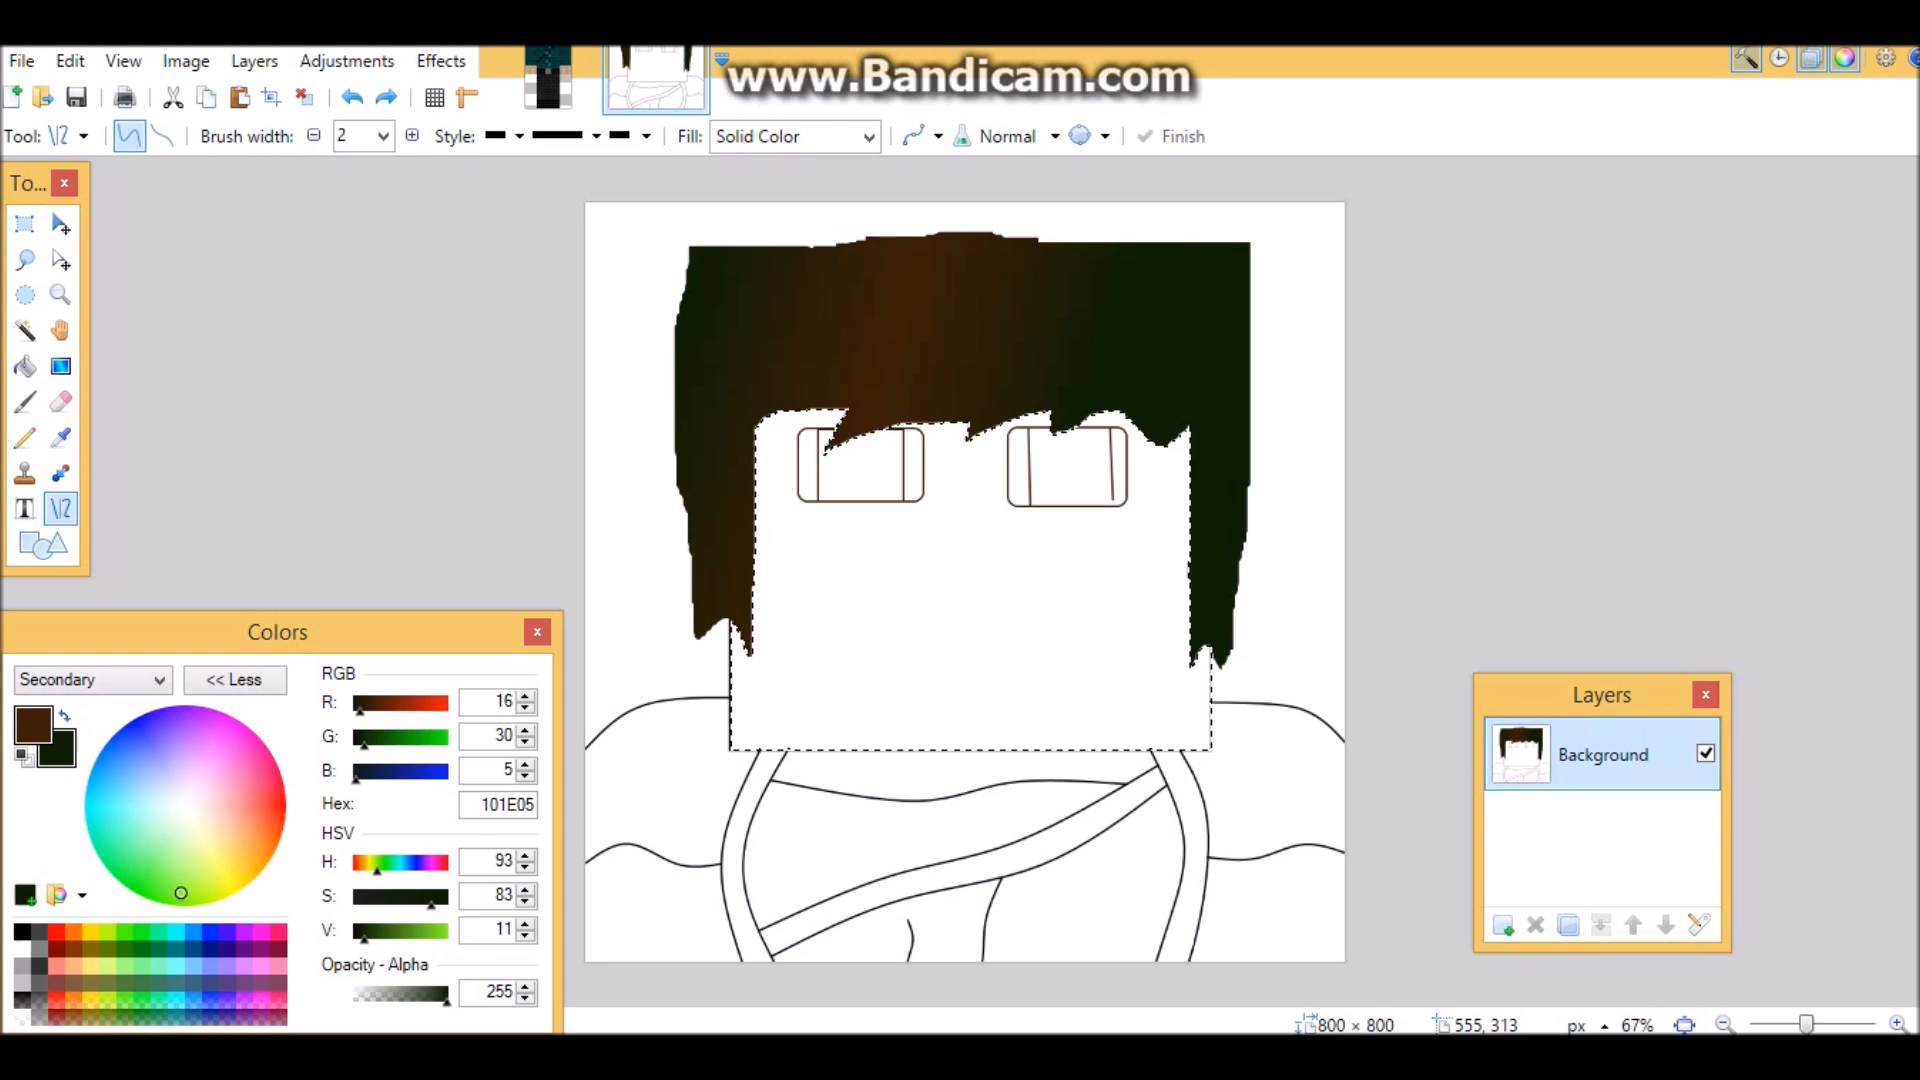 File Edit View Image Layers Adjustments Effects
www.Bandicam.com
Tool: Brush width: 2 Style: Fill: Solid Color Normal Finish
To...
Colors
Secondary << Less
RGB
R: 16
G: 30
B: 5
Hex: 101E05
HSV
H: 93
S: 83
V: 11
Opacity - Alpha
255
Layers
Background
800 × 800 555, 313 px 67%